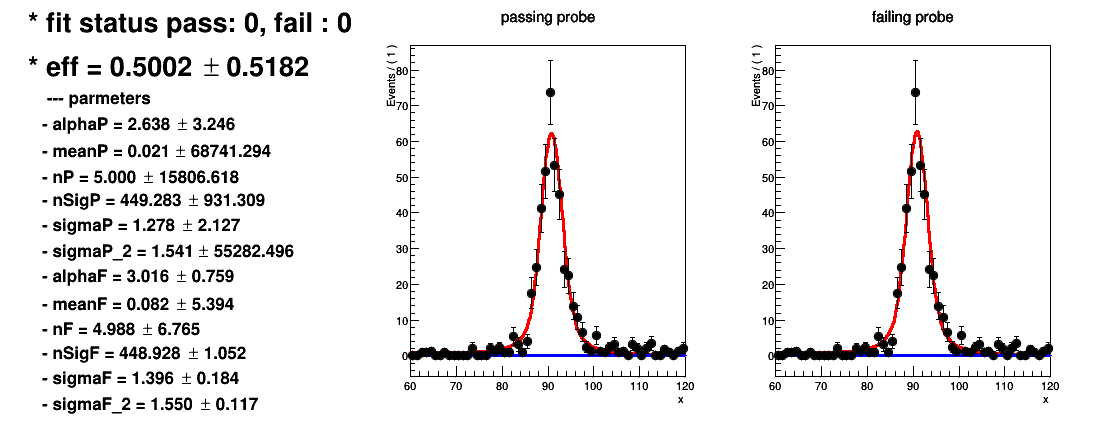 * fit status pass: 0, fail : 0
* eff = 0.5002 ± 0.5182
--- parmeters
- alphaP = 2.638 ± 3.246
- meanP = 0.021 ± 68741.294
- nP = 5.000 ± 15806.618
- nSigP = 449.283 ± 931.309
- sigmaP = 1.278 ± 2.127
- sigmaP_2 = 1.541 ± 55282.496
- alphaF = 3.016 ± 0.759
- meanF = 0.082 ± 5.394
- nF = 4.988 ± 6.765
- nSigF = 448.928 ± 1.052
- sigmaF = 1.396 ± 0.184
- sigmaF_2 = 1.550 ± 0.117
passing probe
Events / ( 1 )
80
70
60
50
40
30
20
10
0
60 70 80 90 100 110 120
x
failing probe
Events / ( 1 )
80
70
60
50
40
30
20
10
0
60 70 80 90 100 110 120
x